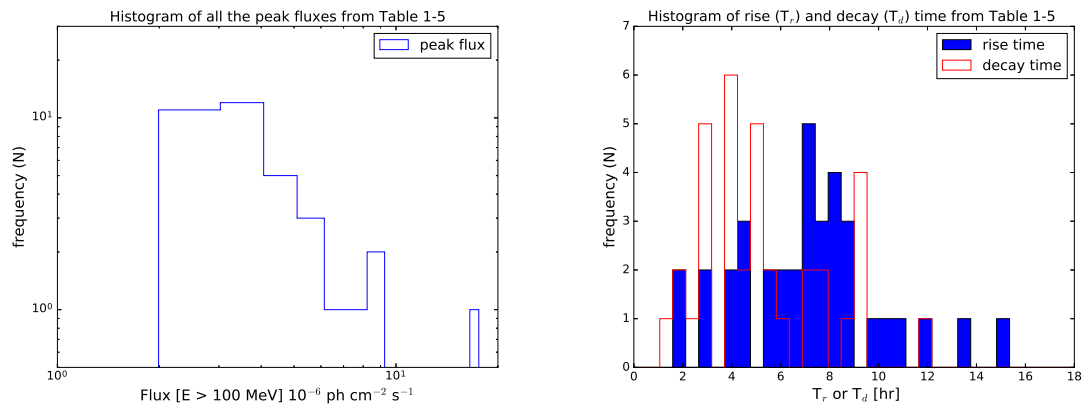 Histogram of all the peak fluxes from Table 1-5
peak flux
10¹
10⁰
frequency (N)
10⁰ 10¹
Flux [E > 100 MeV] 10⁻⁶ ph cm⁻² s⁻¹
Histogram of rise (Tᵣ) and decay (T_d) time from Table 1-5
rise time
decay time
7
6
5
4
3
2
1
0
frequency (N)
0 2 4 6 8 10 12 14 16 18
Tᵣ or T_d [hr]